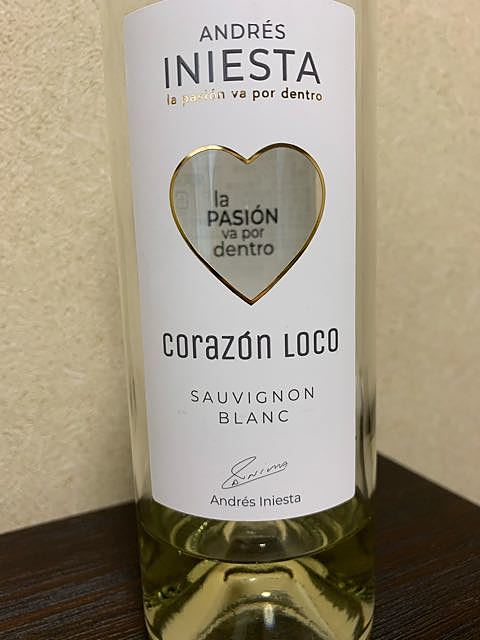 ANDRÉS
INIESTA
la pasión va por dentro
la
PASIÓN
va por
dentro
corazón Loco
SAUVIGNON
BLANC
Andrés Iniesta